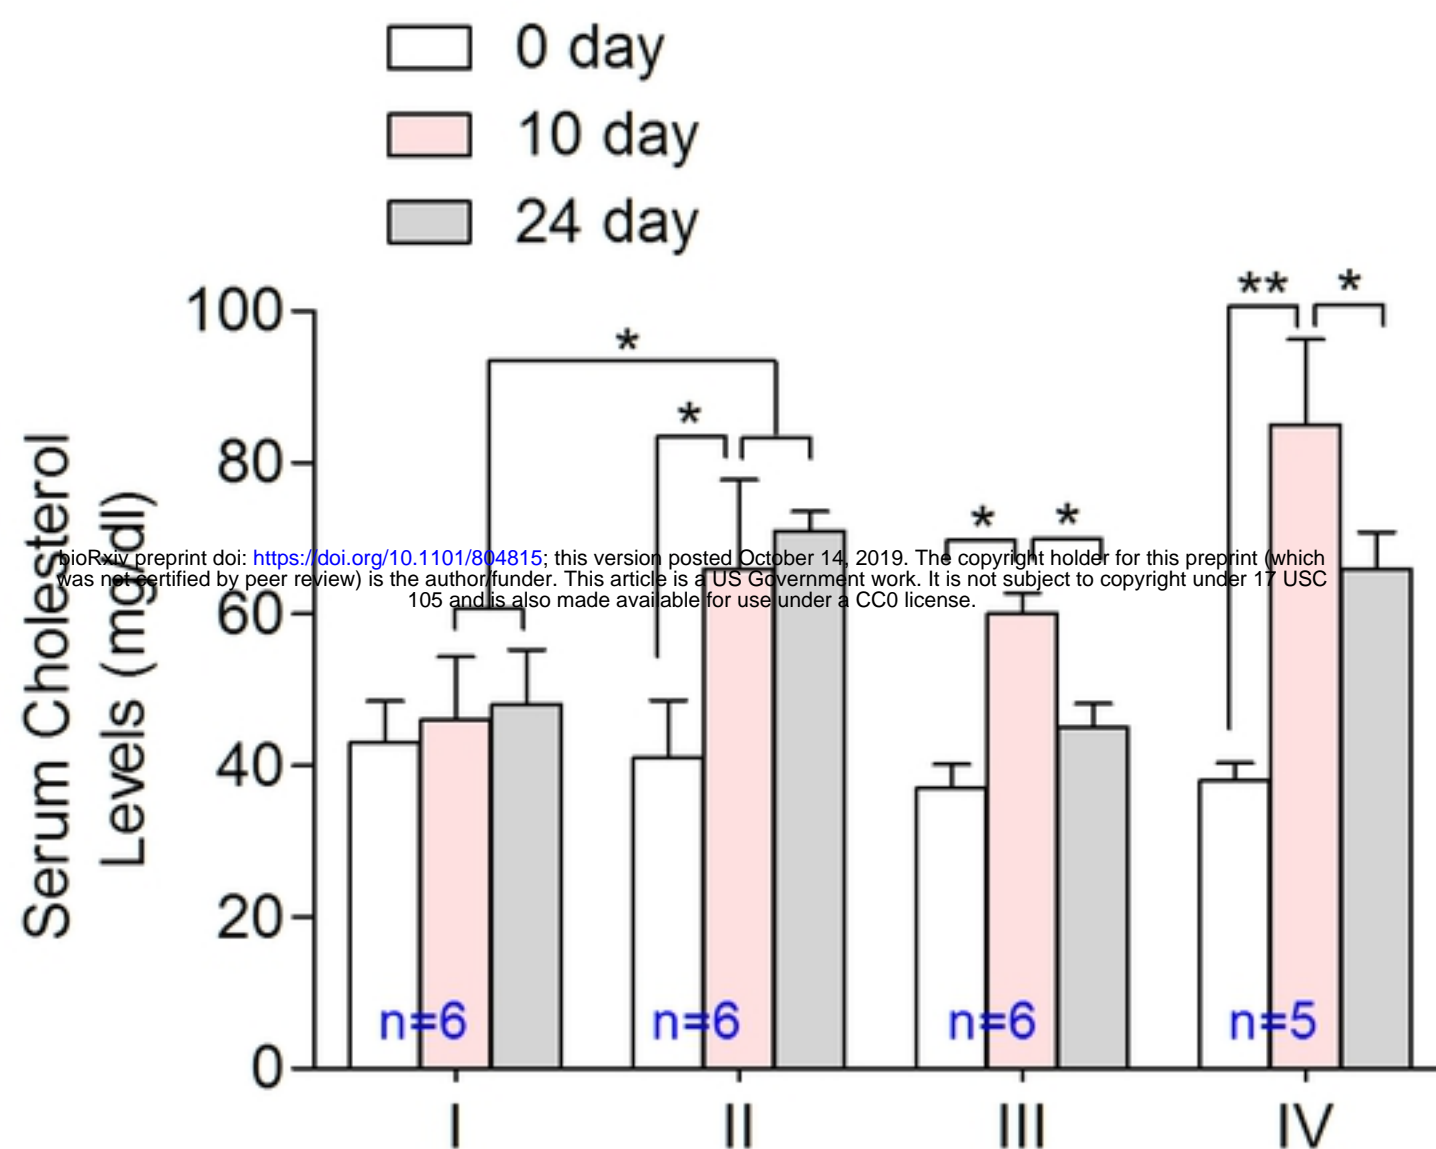 0 day
10 day
24 day
100
80
60
40
20
0
Serum Cholesterol
Levels (mg/dl)
*
*
*
*
**
*
bioRxiv preprint doi: https://doi.org/10.1101/804815; this version posted October 14, 2019. The copyright holder for this preprint (which
was not certified by peer review) is the author/funder. This article is a US Government work. It is not subject to copyright under 17 USC
105 and is also made available for use under a CC0 license.
n=6
n=6
n=6
n=5
I
II
III
IV